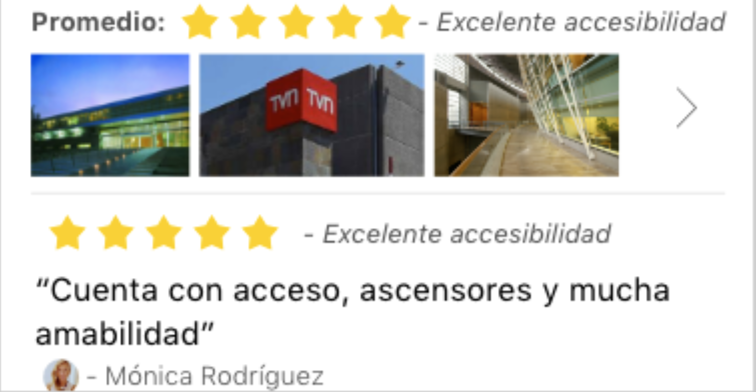 Promedio: - Excelente accesibilidad
TVN TVN
- Excelente accesibilidad
“Cuenta con acceso, ascensores y mucha
amabilidad”
- Mónica Rodríguez